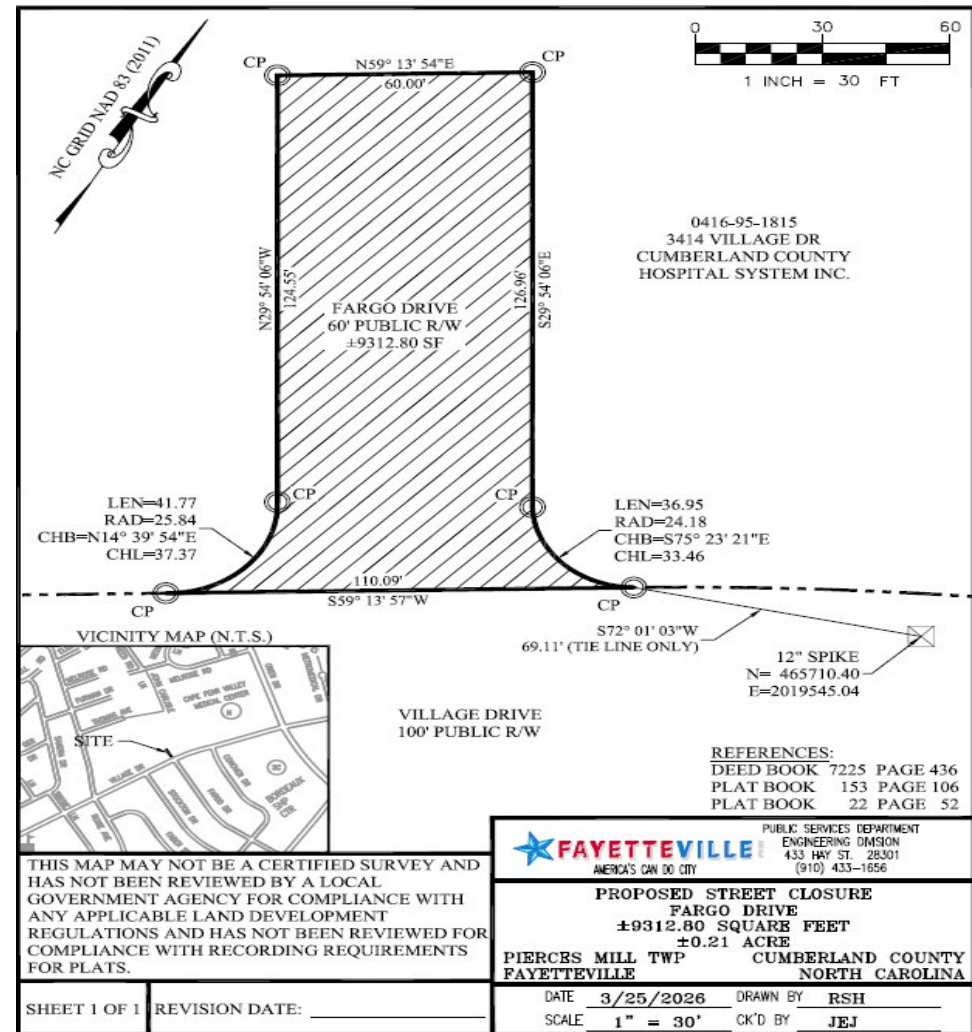 NC GRID NAD 83 (2011)
CP
N59° 13' 54"E
60.00'
CP
0 30 60
1 INCH = 30 FT
0416-95-1815
3414 VILLAGE DR
CUMBERLAND COUNTY
HOSPITAL SYSTEM INC.
N29° 54' 06"W
124.55'
FARGO DRIVE
60' PUBLIC R/W
±9312.80 SF
126.96'
S29° 54' 06"E
CP
CP
LEN=41.77
RAD=25.84
CHB=N14° 39' 54"E
CHL=37.37
LEN=36.95
RAD=24.18
CHB=S75° 23' 21"E
CHL=33.46
110.09'
S59° 13' 57"W
CP
CP
S72° 01' 03"W
69.11' (TIE LINE ONLY)
12" SPIKE
N= 465710.40
E=2019545.04
VICINITY MAP (N.T.S.)
MELROSE RD
CAPE FEAR VALLEY
MEDICAL CENTER
H
SITE
VILLAGE DR
FARGO DR
BORDEAUX
SHP
CTR
VILLAGE DRIVE
100' PUBLIC R/W
REFERENCES:
DEED BOOK 7225 PAGE 436
PLAT BOOK 153 PAGE 106
PLAT BOOK 22 PAGE 52
THIS MAP MAY NOT BE A CERTIFIED SURVEY AND
HAS NOT BEEN REVIEWED BY A LOCAL
GOVERNMENT AGENCY FOR COMPLIANCE WITH
ANY APPLICABLE LAND DEVELOPMENT
REGULATIONS AND HAS NOT BEEN REVIEWED FOR
COMPLIANCE WITH RECORDING REQUIREMENTS
FOR PLATS.
SHEET 1 OF 1
REVISION DATE:
FAYETTEVILLE
AMERICA'S CAN DO CITY
PUBLIC SERVICES DEPARTMENT
ENGINEERING DIVISION
433 HAY ST. 28301
(910) 433-1656
PROPOSED STREET CLOSURE
FARGO DRIVE
±9312.80 SQUARE FEET
±0.21 ACRE
PIERCES MILL TWP CUMBERLAND COUNTY
FAYETTEVILLE NORTH CAROLINA
DATE 3/25/2026 DRAWN BY RSH
SCALE 1" = 30' CK'D BY JEJ